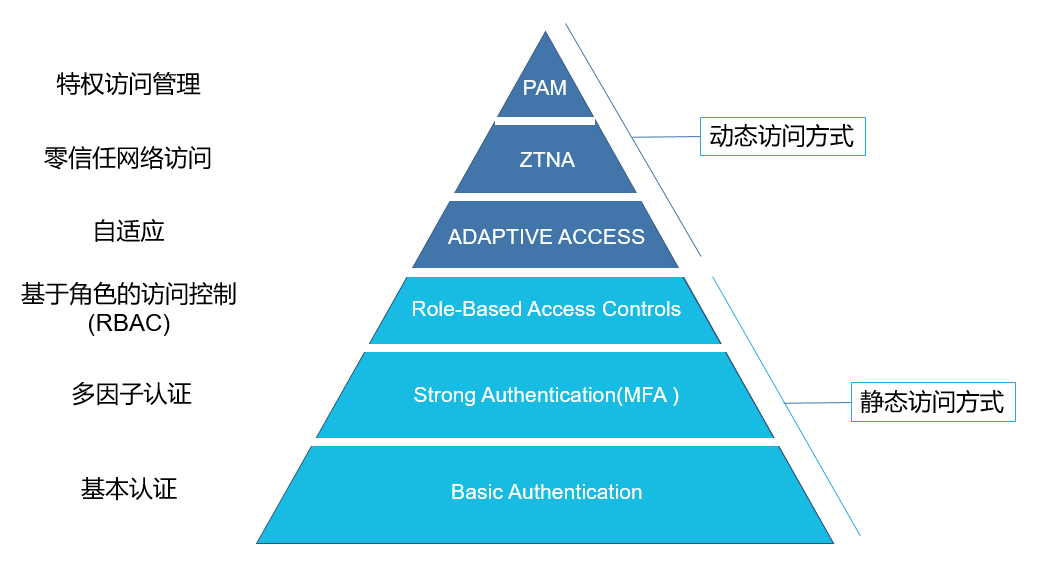 特权访问管理
PAM
动态访问方式
零信任网络访问
ZTNA
自适应
ADAPTIVE ACCESS
基于角色的访问控制
(RBAC)
Role-Based Access Controls
多因子认证
Strong Authentication(MFA )
静态访问方式
基本认证
Basic Authentication